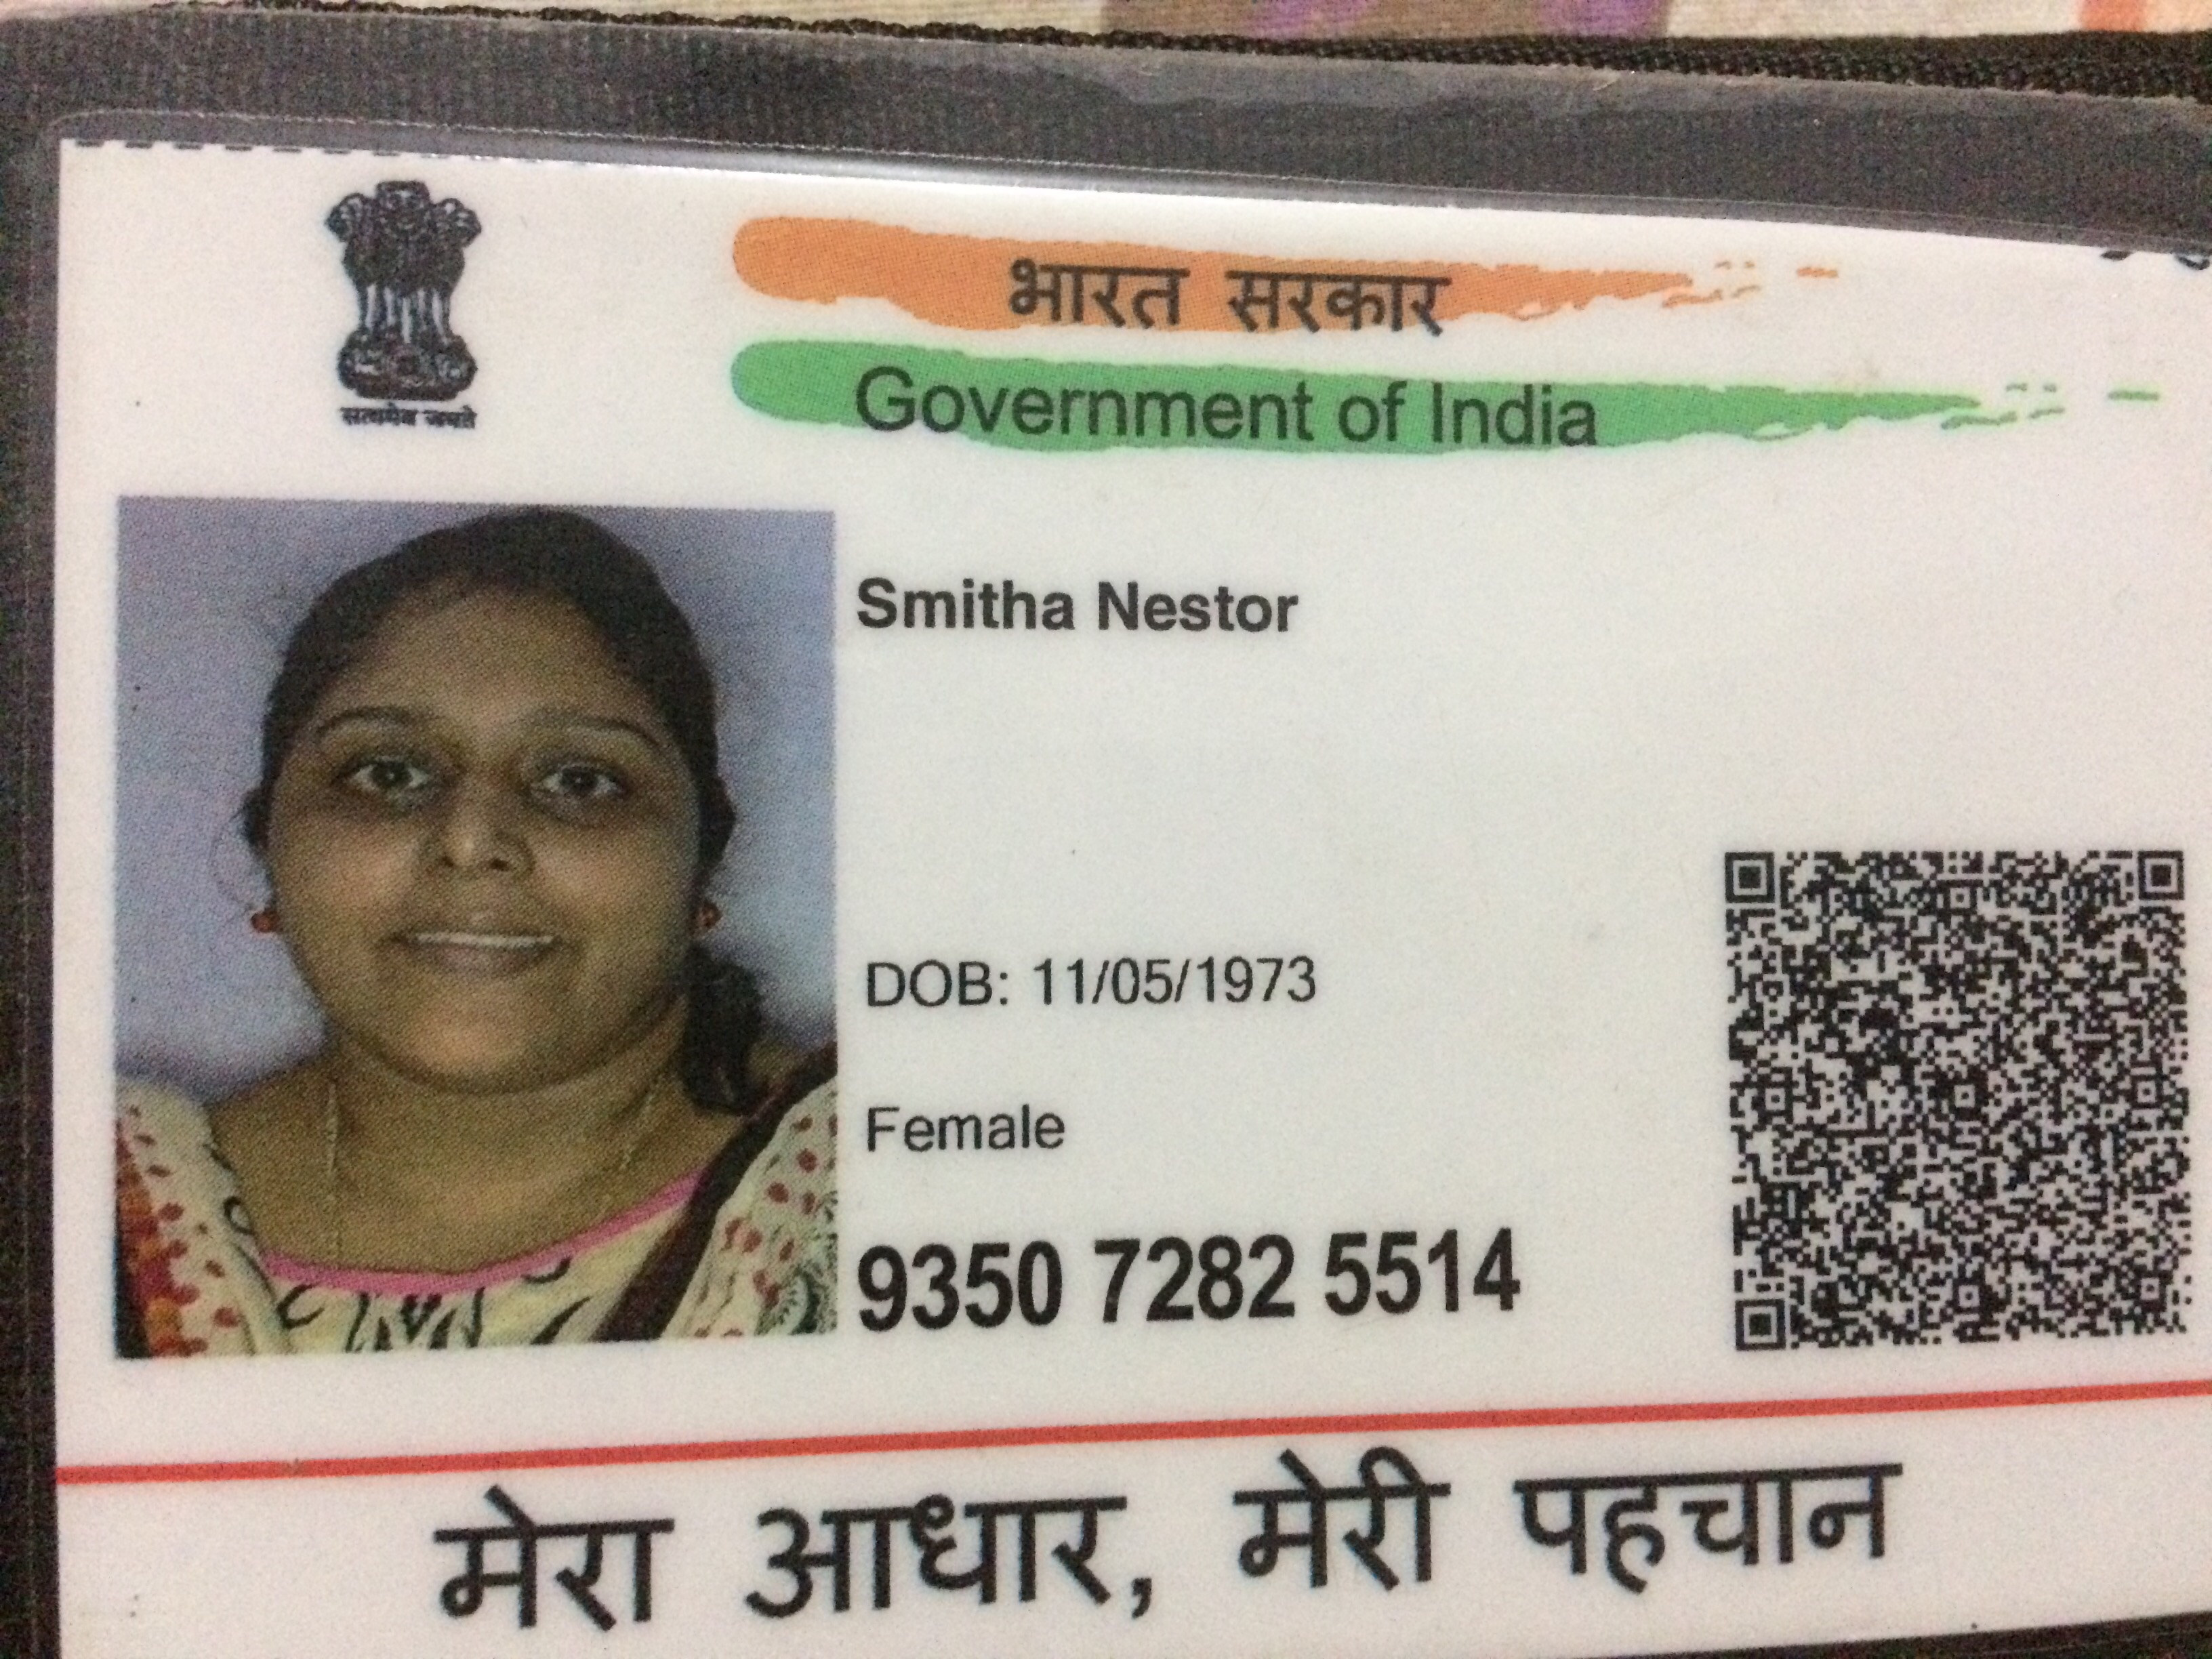 भारत सरकार
Government of India
सत्यमेव जयते
Smitha Nestor
DOB: 11/05/1973
Female
9350 7282 5514
मेरा आधार, मेरी पहचान